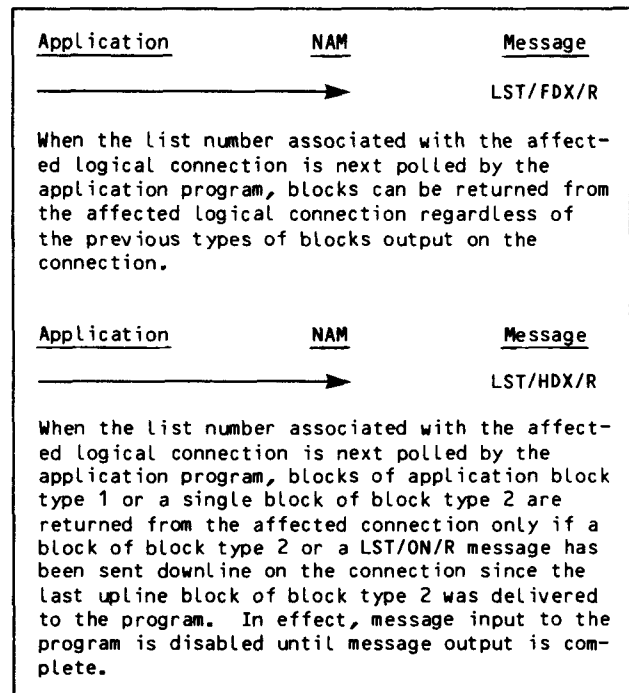 Application NAM Message
LST/FDX/R
When the list number associated with the affect-
ed logical connection is next polled by the
application program, blocks can be returned from
the affected logical connection regardless of
the previous types of blocks output on the
connection.
Application NAM Message
LST/HDX/R
When the list number associated with the affect-
ed logical connection is next polled by the
application program, blocks of application block
type 1 or a single block of block type 2 are
returned from the affected connection only if a
block of block type 2 or a LST/ON/R message has
been sent downline on the connection since the
last upline block of block type 2 was delivered
to the program. In effect, message input to the
program is disabled until message output is com-
plete.